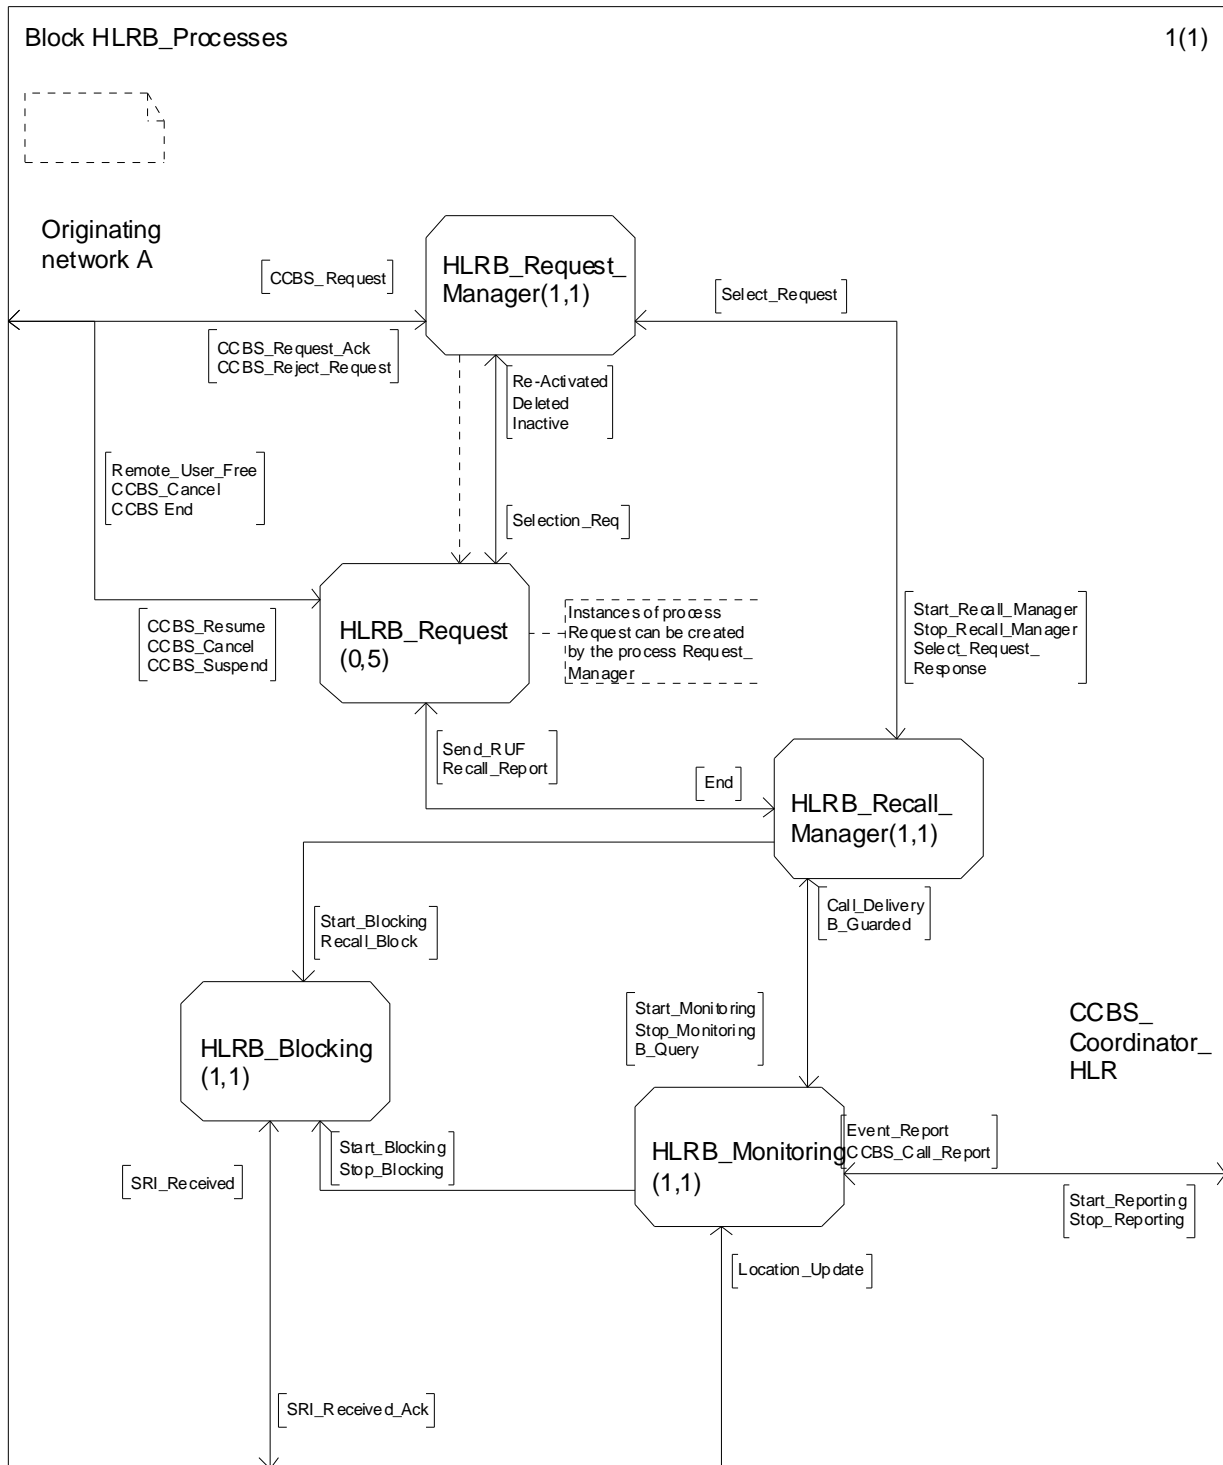 Block HLRB_Processes
1(1)
Originating
network A
HLRB_Request_
Manager(1,1)
CCBS_Request
Select_Request
CCBS_Request_Ack
CCBS_Reject_Request
Re-Activated
Deleted
Inactive
Remote_User_Free
CCBS_Cancel
CCBS End
Selection_Req
HLRB_Request
(0,5)
Instances of process
Request can be created
by the process Request_
Manager
CCBS_Resume
CCBS_Cancel
CCBS_Suspend
Start_Recall_Manager
Stop_Recall_Manager
Select_Request_
Response
Send_RUF
Recall_Report
End
HLRB_Recall_
Manager(1,1)
Start_Blocking
Recall_Block
Call_Delivery
B_Guarded
Start_Monitoring
Stop_Monitoring
B_Query
CCBS_
Coordinator_
HLR
HLRB_Blocking
(1,1)
Start_Blocking
Stop_Blocking
HLRB_Monitoring
(1,1)
Event_Report
CCBS_Call_Report
SRI_Received
Start_Reporting
Stop_Reporting
Location_Update
SRI_Received_Ack